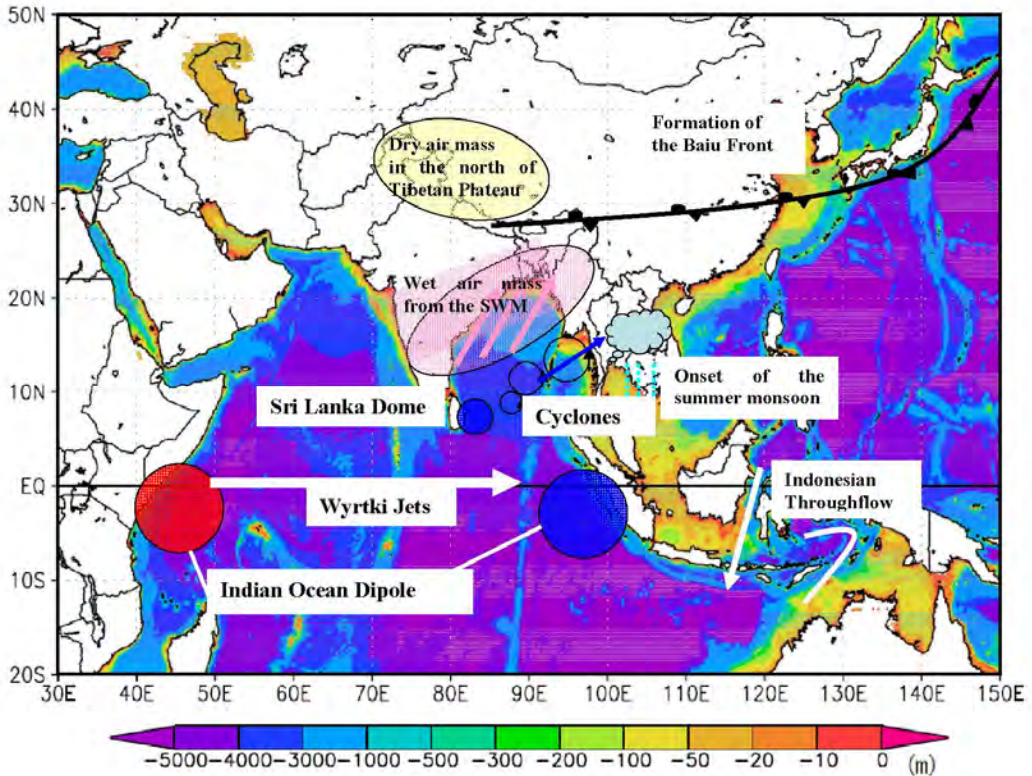 50N
40N
30N
20N
10N
EQ
10S
20S
Dry air mass
in the north of
Tibetan Plateau
Formation of
the Baiu Front
Wet air mass
from the SWM
Sri Lanka Dome
Cyclones
Onset of the
summer monsoon
Wyrtki Jets
Indonesian
Throughflow
Indian Ocean Dipole
30E 40E 50E 60E 70E 80E 90E 100E 110E 120E 130E 140E 150E
-5000 -4000 -3000 -1000 -500 -300 -200 -100 -50 -20 -10 0 (m)